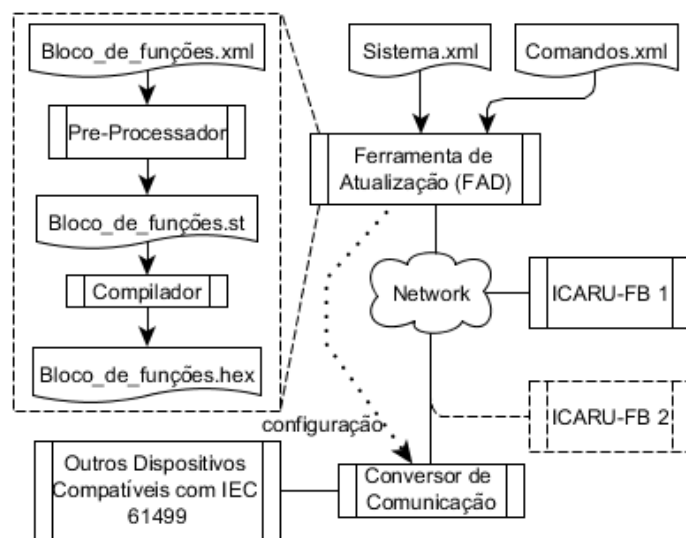 Bloco_de_funções.xml
Pre-Processador
Bloco_de_funções.st
Compilador
Bloco_de_funções.hex
Sistema.xml
Comandos.xml
Ferramenta de
Atualização (FAD)
Network
ICARU-FB 1
ICARU-FB 2
configuração
Outros Dispositivos
Compatíveis com IEC
61499
Conversor de
Comunicação